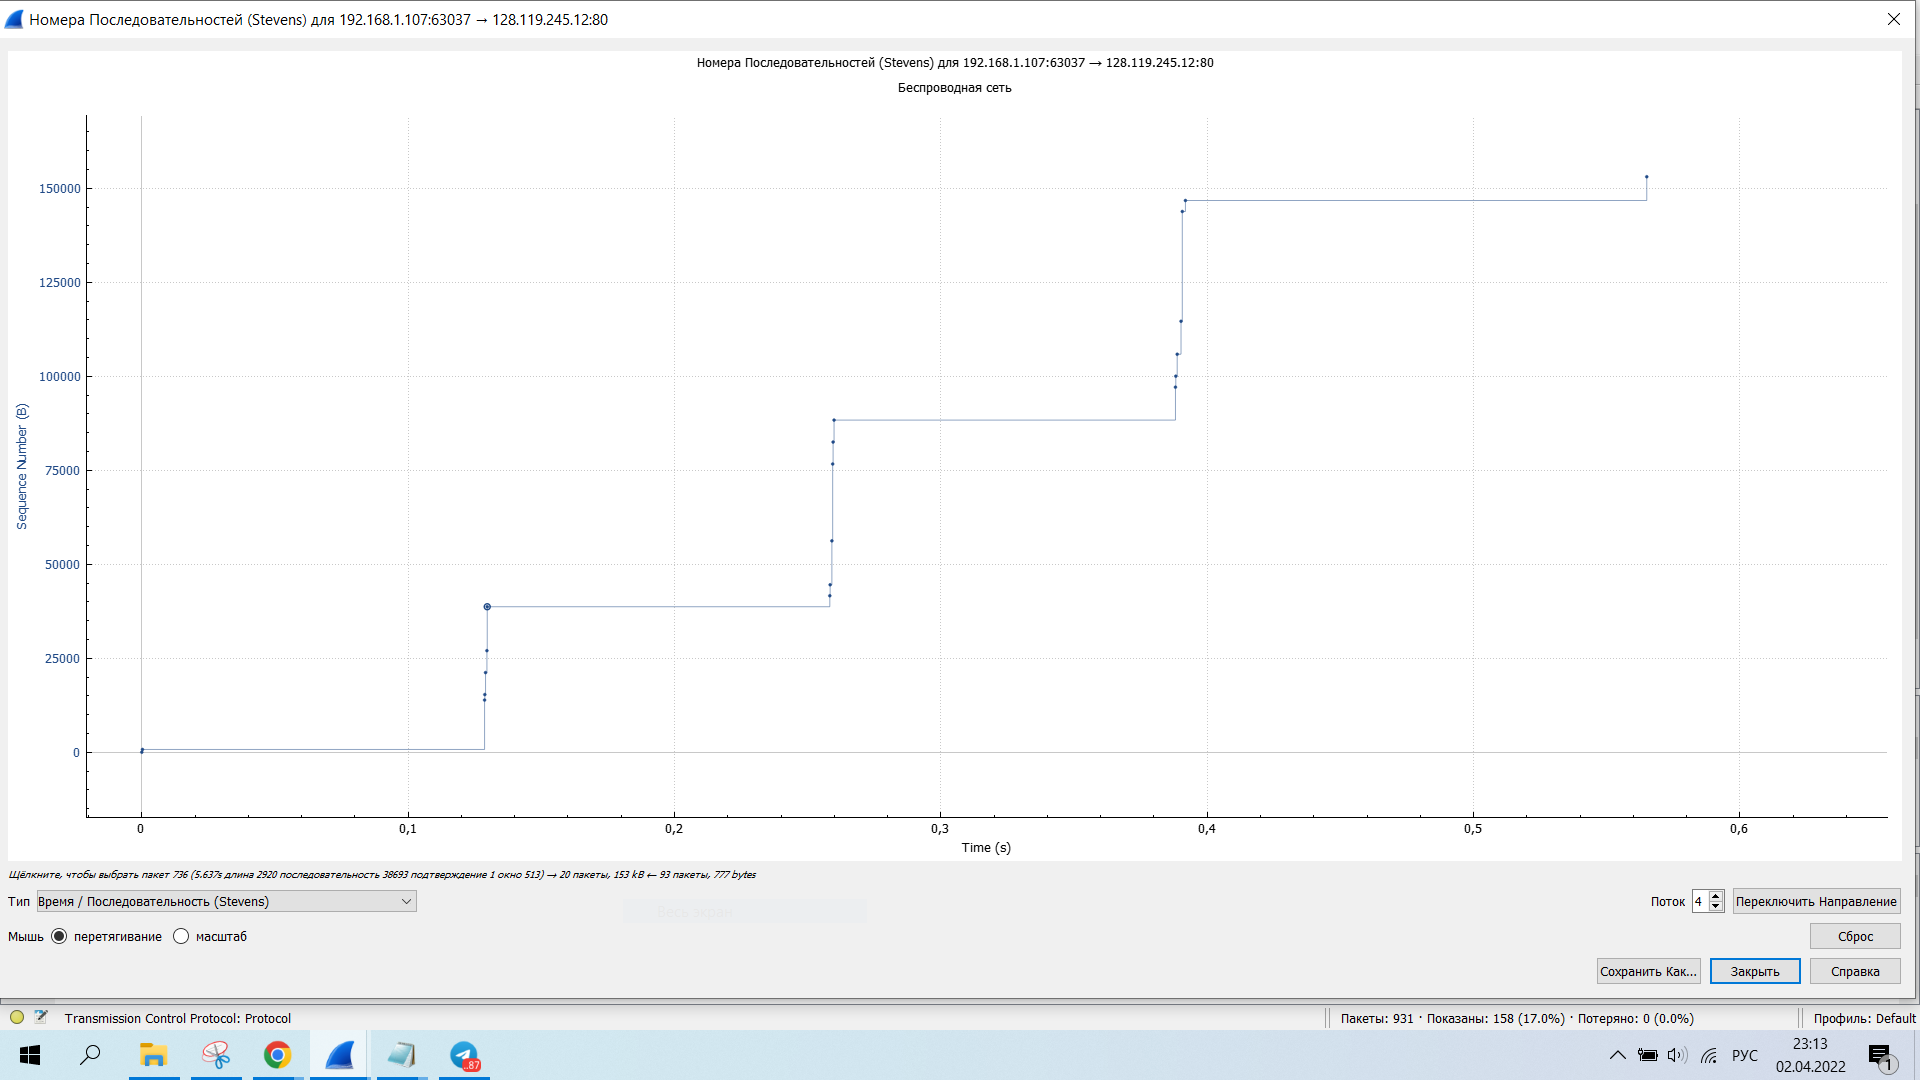 Номера Последовательностей (Stevens) для 192.168.1.107:63037 → 128.119.245.12:80
Номера Последовательностей (Stevens) для 192.168.1.107:63037 → 128.119.245.12:80
Беспроводная сеть
150000
125000
100000
75000
50000
25000
0
Sequence Number (B)
0 0,1 0,2 0,3 0,4 0,5 0,6
Time (s)
Щёлкните, чтобы выбрать пакет 736 (5.637s длина 2920 последовательность 38693 подтверждение 1 окно 513) → 20 пакеты, 153 kB ← 93 пакеты, 777 bytes
Тип Время / Последовательность (Stevens) Поток 4 Переключить Направление
Мышь перетягивание масштаб Сброс
Сохранить Как... Закрыть Справка
Transmission Control Protocol: Protocol Пакеты: 931 · Показаны: 158 (17.0%) · Потеряно: 0 (0.0%) Профиль: Default
..87
РУС
23:13
02.04.2022
1